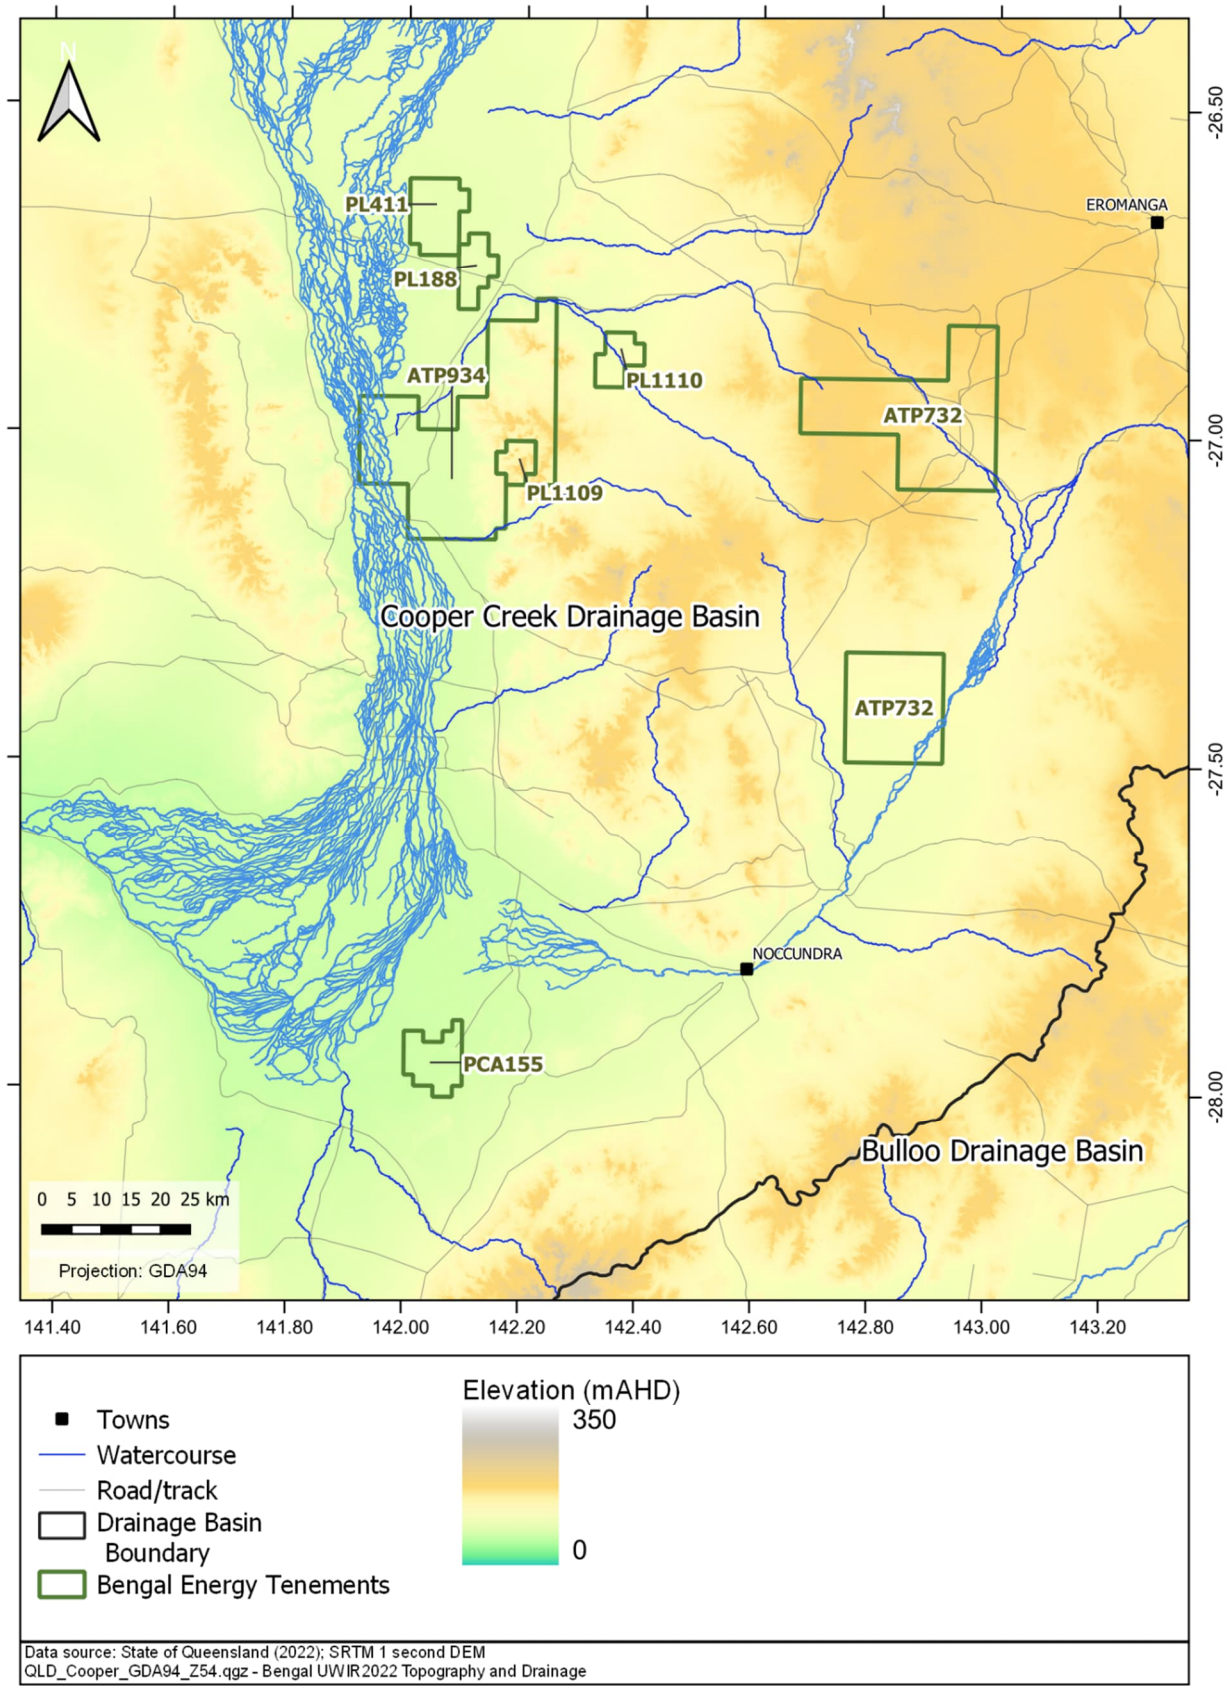 N
-26.50
PL411
EROMANGA
PL188
ATP934
PL1110
ATP732
-27.00
PL1109
Cooper Creek Drainage Basin
ATP732
-27.50
NOCCUNDRA
PCA155
-28.00
Bulloo Drainage Basin
0 5 10 15 20 25 km
Projection: GDA94
141.40 141.60 141.80 142.00 142.20 142.40 142.60 142.80 143.00 143.20
Towns
Watercourse
Road/track
Drainage Basin
Boundary
Bengal Energy Tenements
Elevation (mAHD)
350
0
Data source: State of Queensland (2022); SRTM 1 second DEM
QLD_Cooper_GDA94_Z54.qgz - Bengal UWIR2022 Topography and Drainage